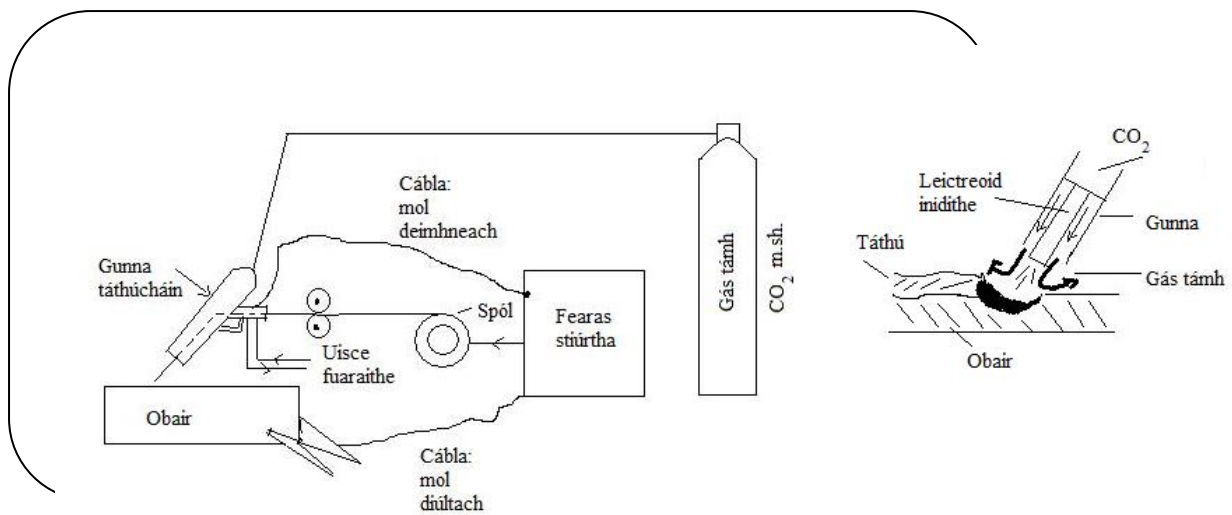 Cábla:
mol
deimhneach
Gunna
táthúcháin
Spól
Fearas
stiúrtha
Uisce
fuaraithe
Obair
Cábla:
mol
diúltach
Gás támh
CO2 m.sh.
CO2
Leictreoid
inidithe
Gunna
Táthú
Gás támh
Obair